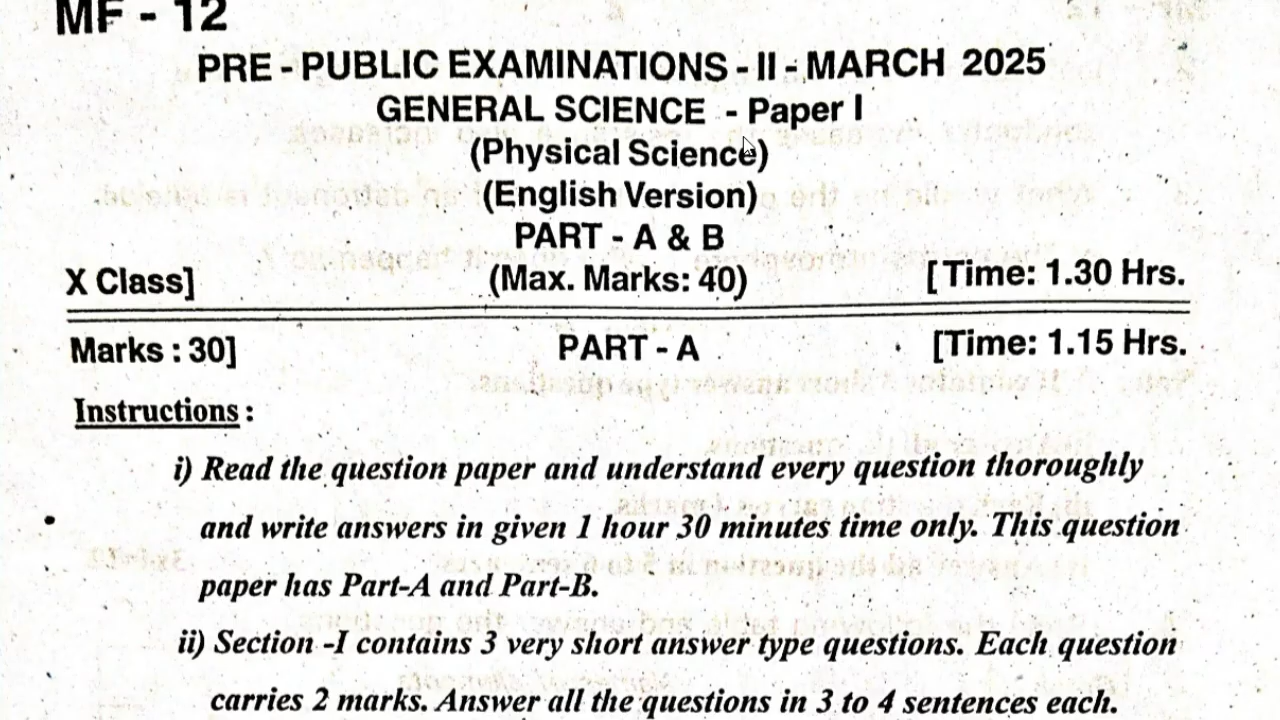 MF - 12
PRE - PUBLIC EXAMINATIONS - II - MARCH 2025
GENERAL SCIENCE - Paper I
(Physical Science)
(English Version)
PART - A & B
X Class] (Max. Marks: 40) [Time: 1.30 Hrs.
Marks : 30] PART - A [Time: 1.15 Hrs.
Instructions :
i) Read the question paper and understand every question thoroughly
and write answers in given 1 hour 30 minutes time only. This question
paper has Part-A and Part-B.
ii) Section -I contains 3 very short answer type questions. Each question
carries 2 marks. Answer all the questions in 3 to 4 sentences each.